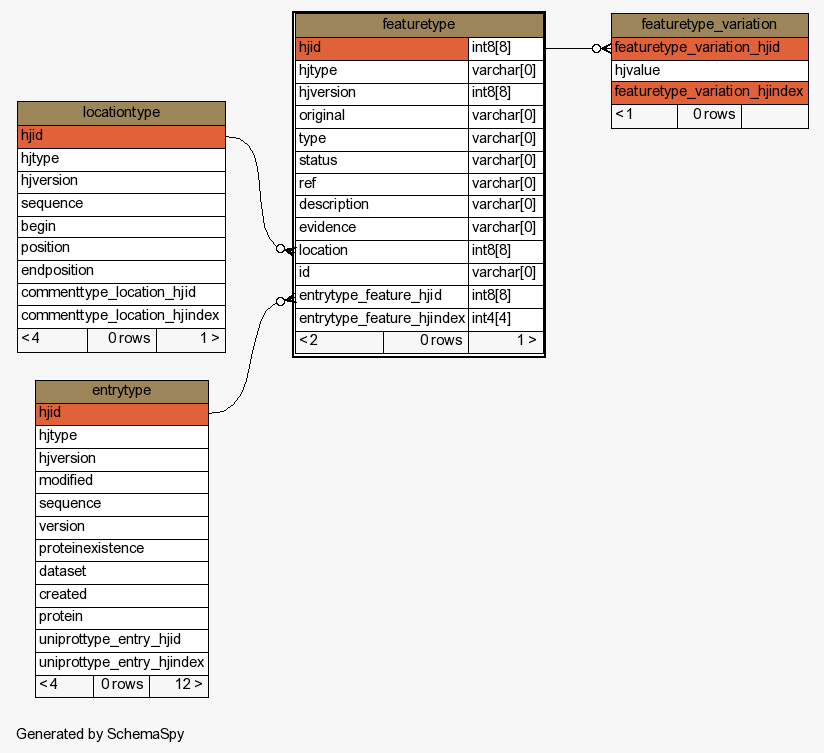 featuretype
hjid int8[8]
hjtype varchar[0]
hjversion int8[8]
original varchar[0]
type varchar[0]
status varchar[0]
ref varchar[0]
description varchar[0]
evidence varchar[0]
location int8[8]
id varchar[0]
entrytype_feature_hjid int8[8]
entrytype_feature_hjindex int4[4]
< 2 0 rows 1 >
featuretype_variation
featuretype_variation_hjid
hjvalue
featuretype_variation_hjindex
< 1 0 rows
locationtype
hjid
hjtype
hjversion
sequence
begin
position
endposition
commenttype_location_hjid
commenttype_location_hjindex
< 4 0 rows 1 >
entrytype
hjid
hjtype
hjversion
modified
sequence
version
proteinexistence
dataset
created
protein
uniprottype_entry_hjid
uniprottype_entry_hjindex
< 4 0 rows 12 >
Generated by SchemaSpy